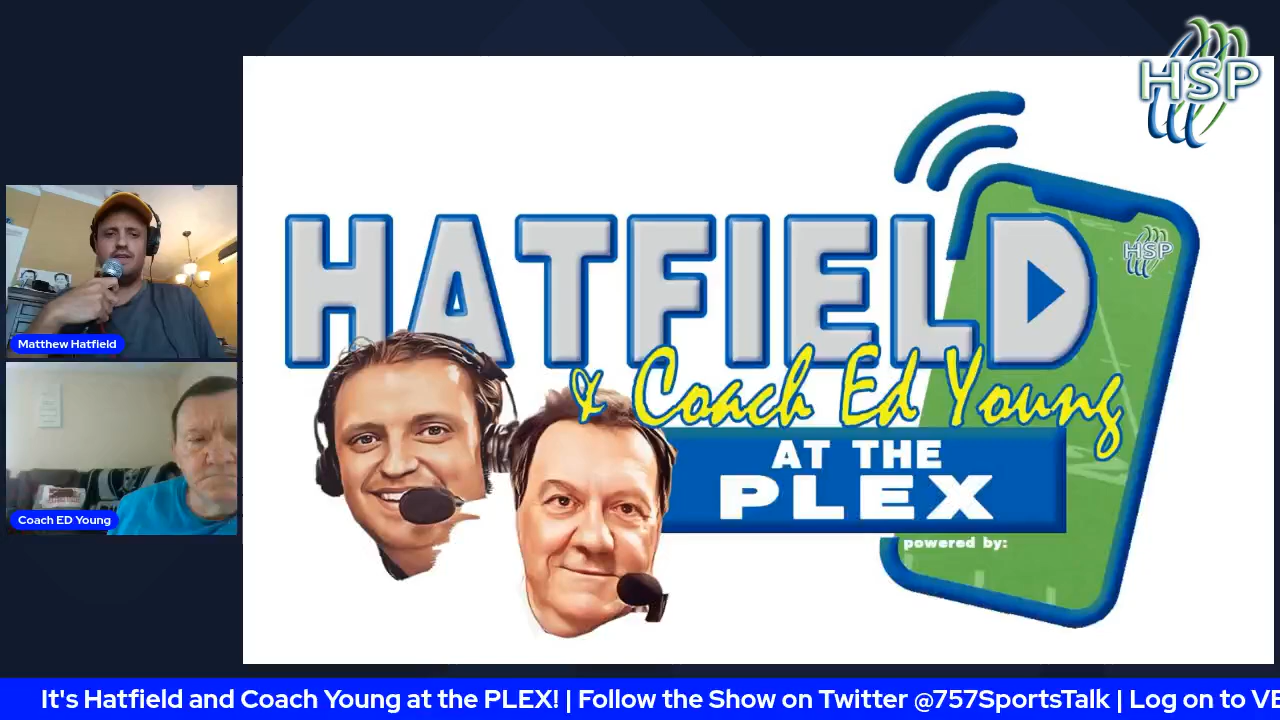 HSP
HATFIELD
HSP
& Coach Ed Young
AT THE
PLEX
powered by:
Matthew Hatfield
Coach ED Young
It's Hatfield and Coach Young at the PLEX! | Follow the Show on Twitter @757SportsTalk | Log on to